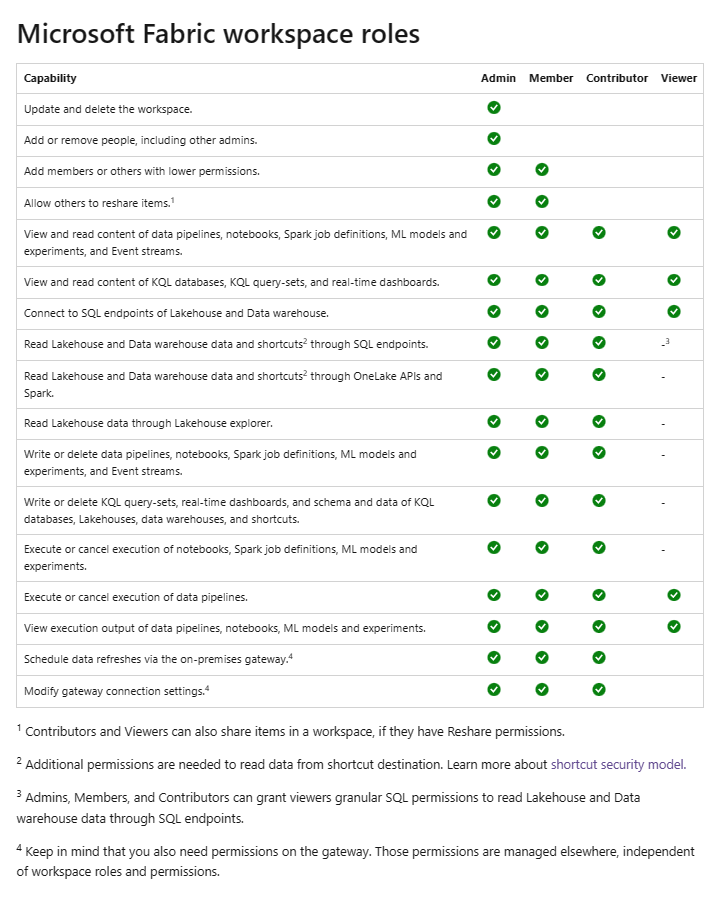 Microsoft Fabric workspace roles
Capability Admin Member Contributor Viewer
Update and delete the workspace.
Add or remove people, including other admins.
Add members or others with lower permissions.
Allow others to reshare items.¹
View and read content of data pipelines, notebooks, Spark job definitions, ML models and
experiments, and Event streams.
View and read content of KQL databases, KQL query-sets, and real-time dashboards.
Connect to SQL endpoints of Lakehouse and Data warehouse.
Read Lakehouse and Data warehouse data and shortcuts² through SQL endpoints. -³
Read Lakehouse and Data warehouse data and shortcuts² through OneLake APIs and -
Spark.
Read Lakehouse data through Lakehouse explorer. -
Write or delete data pipelines, notebooks, Spark job definitions, ML models and -
experiments, and Event streams.
Write or delete KQL query-sets, real-time dashboards, and schema and data of KQL -
databases, Lakehouses, data warehouses, and shortcuts.
Execute or cancel execution of notebooks, Spark job definitions, ML models and -
experiments.
Execute or cancel execution of data pipelines.
View execution output of data pipelines, notebooks, ML models and experiments.
Schedule data refreshes via the on-premises gateway.⁴
Modify gateway connection settings.⁴
¹ Contributors and Viewers can also share items in a workspace, if they have Reshare permissions.
² Additional permissions are needed to read data from shortcut destination. Learn more about shortcut security model.
³ Admins, Members, and Contributors can grant viewers granular SQL permissions to read Lakehouse and Data
warehouse data through SQL endpoints.
⁴ Keep in mind that you also need permissions on the gateway. Those permissions are managed elsewhere, independent
of workspace roles and permissions.